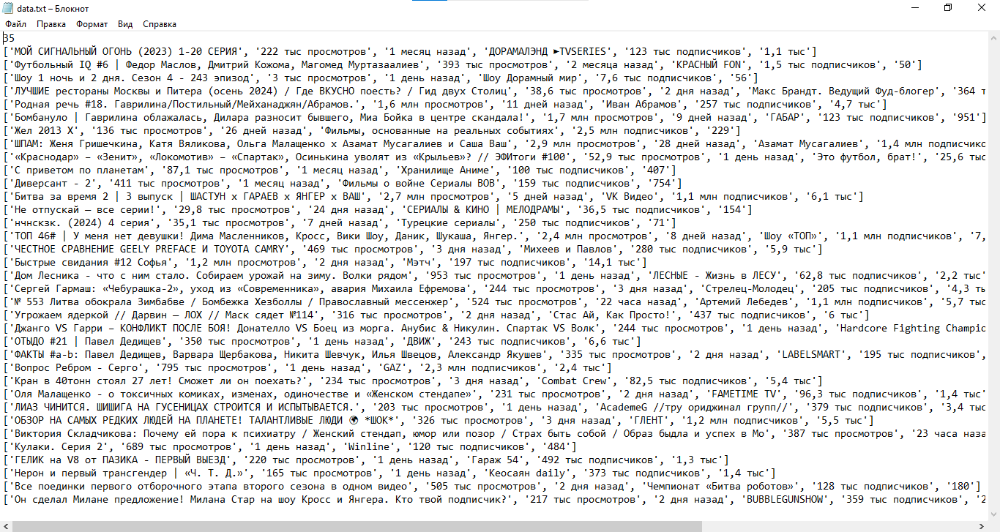 data.txt – Блокнот
Файл Правка Формат Вид Справка
35
['МОЙ СИГНАЛЬНЫЙ ОГОНЬ (2023) 1-20 СЕРИЯ', '222 тыс просмотров', '1 месяц назад', 'ДОРАМАЛЭНД ►TVSERIES', '123 тыс подписчиков', '1,1 тыс']
['Футбольный IQ #6 | Федор Маслов, Дмитрий Кожома, Магомед Муртазаалиев', '393 тыс просмотров', '2 месяца назад', 'КРАСНЫЙ FON', '1,5 тыс подписчиков', '50']
['Шоу 1 ночь и 2 дня. Сезон 4 - 243 эпизод', '3 тыс просмотров', '1 день назад', 'Шоу Дорамный мир', '7,6 тыс подписчиков', '56']
['ЛУЧШИЕ рестораны Москвы и Питера (осень 2024) / Где ВКУСНО поесть? / Гид двух Столиц', '38,6 тыс просмотров', '2 дня назад', 'Макс Брандт. Ведущий Фуд-блогер', '364 т
['Родная речь #18. Гаврилина/Постильный/Мейханаджян/Абрамов.', '1,6 млн просмотров', '11 дней назад', 'Иван Абрамов', '257 тыс подписчиков', '4,7 тыс']
['Бомбануло | Гаврилина облажалась, Дилара разносит бывшего, Миа Бойка в центре скандала!', '1,7 млн просмотров', '9 дней назад', 'ГАБАР', '123 тыс подписчиков', '951']
['Жел 2013 X', '136 тыс просмотров', '26 дней назад', 'Фильмы, основанные на реальных событиях', '2,5 млн подписчиков', '229']
['ШПАМ: Женя Гришечкина, Катя Вяликова, Ольга Малащенко х Азамат Мусагалиев и Саша Ваш', '2,9 млн просмотров', '28 дней назад', 'Азамат Мусагалиев', '1,4 млн подписчико
['«Краснодар» – «Зенит», «Локомотив» – «Спартак», Осинькина уволят из «Крыльев»? // ЭФИтоги #100', '52,9 тыс просмотров', '1 день назад', 'Это футбол, брат!', '25,6 тыс
['С приветом по планетам', '87,1 тыс просмотров', '1 месяц назад', 'Хранилище Аниме', '100 тыс подписчиков', '407']
['Диверсант - 2', '411 тыс просмотров', '1 месяц назад', 'Фильмы о войне Сериалы ВОВ', '159 тыс подписчиков', '754']
['Битва за время 2 | 3 выпуск | ШАСТУН х ГАРАЕВ х ЯНГЕР х ВАШ', '2,7 млн просмотров', '5 дней назад', 'VK Видео', '1,1 млн подписчиков', '6,1 тыс']
['Не отпускай — все серии!', '29,8 тыс просмотров', '24 дня назад', 'СЕРИАЛЫ & КИНО | МЕЛОДРАМЫ', '36,5 тыс подписчиков', '154']
['нчнскзк. (2024) 4 серия', '35,1 тыс просмотров', '7 дней назад', 'Турецкие сериалы', '250 тыс подписчиков', '71']
['ТОП 46# | У меня нет девушки! Дима Масленников, Кросс, Вики Шоу, Даник, Шукаша, Янгер.', '2,4 млн просмотров', '8 дней назад', 'Шоу «ТОП»', '1,1 млн подписчиков', '7,
['ЧЕСТНОЕ СРАВНЕНИЕ GEELY PREFACE И TOYOTA CAMRY', '469 тыс просмотров', '3 дня назад', 'Михеев и Павлов', '280 тыс подписчиков', '5,9 тыс']
['Быстрые свидания #12 Софья', '1,2 млн просмотров', '2 дня назад', 'Мэтч', '197 тыс подписчиков', '14,1 тыс']
['Дом Лесника - что с ним стало. Собираем урожай на зиму. Волки рядом', '953 тыс просмотров', '1 день назад', 'ЛЕСНЫЕ - Жизнь в ЛЕСУ', '62,8 тыс подписчиков', '2,2 тыс'
['Сергей Гармаш: «Чебурашка-2», уход из «Современника», авария Михаила Ефремова', '244 тыс просмотров', '3 дня назад', 'Стрелец-Молодец', '205 тыс подписчиков', '4,3 ть
['№ 553 Литва обокрала Зимбабве / Бомбежка Хезболлы / Православный мессенжер', '524 тыс просмотров', '22 часа назад', 'Артемий Лебедев', '1,1 млн подписчиков', '5,7 тыс
['Угрожаем ядеркой // Дарвин — ЛОХ // Маск сядет №114', '316 тыс просмотров', '2 дня назад', 'Стас Ай, Как Просто!', '437 тыс подписчиков', '6 тыс']
['Джанго VS Гарри – КОНФЛИКТ ПОСЛЕ БОЯ! Донателло VS Боец из морга. Анубис & Никулин. Спартак VS Волк', '244 тыс просмотров', '1 день назад', 'Hardcore Fighting Champic
['ОТЫДО #21 | Павел Дедищев', '350 тыс просмотров', '1 день назад', 'ДВИЖ', '243 тыс подписчиков', '6,6 тыс']
['ФАКТЫ #a-b: Павел Дедищев, Варвара Щербакова, Никита Шевчук, Илья Швецов, Александр Якушев', '335 тыс просмотров', '2 дня назад', 'LABELSMART', '195 тыс подписчиков',
['Вопрос Ребром - Серго', '795 тыс просмотров', '1 день назад', 'GAZ', '2,3 млн подписчиков', '2,4 тыс']
['Кран в 40тонн стоял 27 лет! Сможет ли он поехать?', '234 тыс просмотров', '3 дня назад', 'Combat Crew', '82,5 тыс подписчиков', '5,4 тыс']
['Оля Малащенко - о токсичных комиках, изменах, одиночестве и «Женском стендапе»', '231 тыс просмотров', '2 дня назад', 'FAMETIME TV', '96,3 тыс подписчиков', '1,4 тыс'
['ЛИАЗ ЧИНИТСЯ. ШИШИГА НА ГУСЕНИЦАХ СТРОИТСЯ И ИСПЫТЫВАЕТСЯ.', '203 тыс просмотров', '1 день назад', 'AcademeG //тру ориджинал групп//', '379 тыс подписчиков', '3,4 тыс
['ОБЗОР НА САМЫХ РЕДКИХ ЛЮДЕЙ НА ПЛАНЕТЕ! ТАЛАНТЛИВЫЕ ЛЮДИ 🌍 *ШОК*', '326 тыс просмотров', '3 дня назад', 'ГЛЕНТ', '1,2 млн подписчиков', '5,5 тыс']
['Виктория Складчикова: Почему ей пора к психиатру / Женский стендап, юмор или позор / Страх быть собой / Образ быдла и успех в Мо', '387 тыс просмотров', '23 часа наза
['Кулаки. Серия 2', '689 тыс просмотров', '1 день назад', 'Winline', '120 тыс подписчиков', '484']
['ГЕЛИК на V8 от ПАЗИКА - ПЕРВЫЙ ВЫЕЗД', '220 тыс просмотров', '1 день назад', 'Гараж 54', '492 тыс подписчиков', '1,3 тыс']
['Нерон и первый трансгендер | «Ч. Т. Д.»', '165 тыс просмотров', '1 день назад', 'Кеосаян daily', '373 тыс подписчиков', '1,4 тыс']
['Все поединки первого отборочного этапа второго сезона в одном видео', '505 тыс просмотров', '2 дня назад', 'Чемпионат «Битва роботов»', '128 тыс подписчиков', '180']
['Он сделал Милане предложение! Милана Стар на шоу Кросс и Янгера. Кто твой подписчик?', '217 тыс просмотров', '2 дня назад', 'BUBBLEGUNSHOW', '359 тыс подписчиков', '2